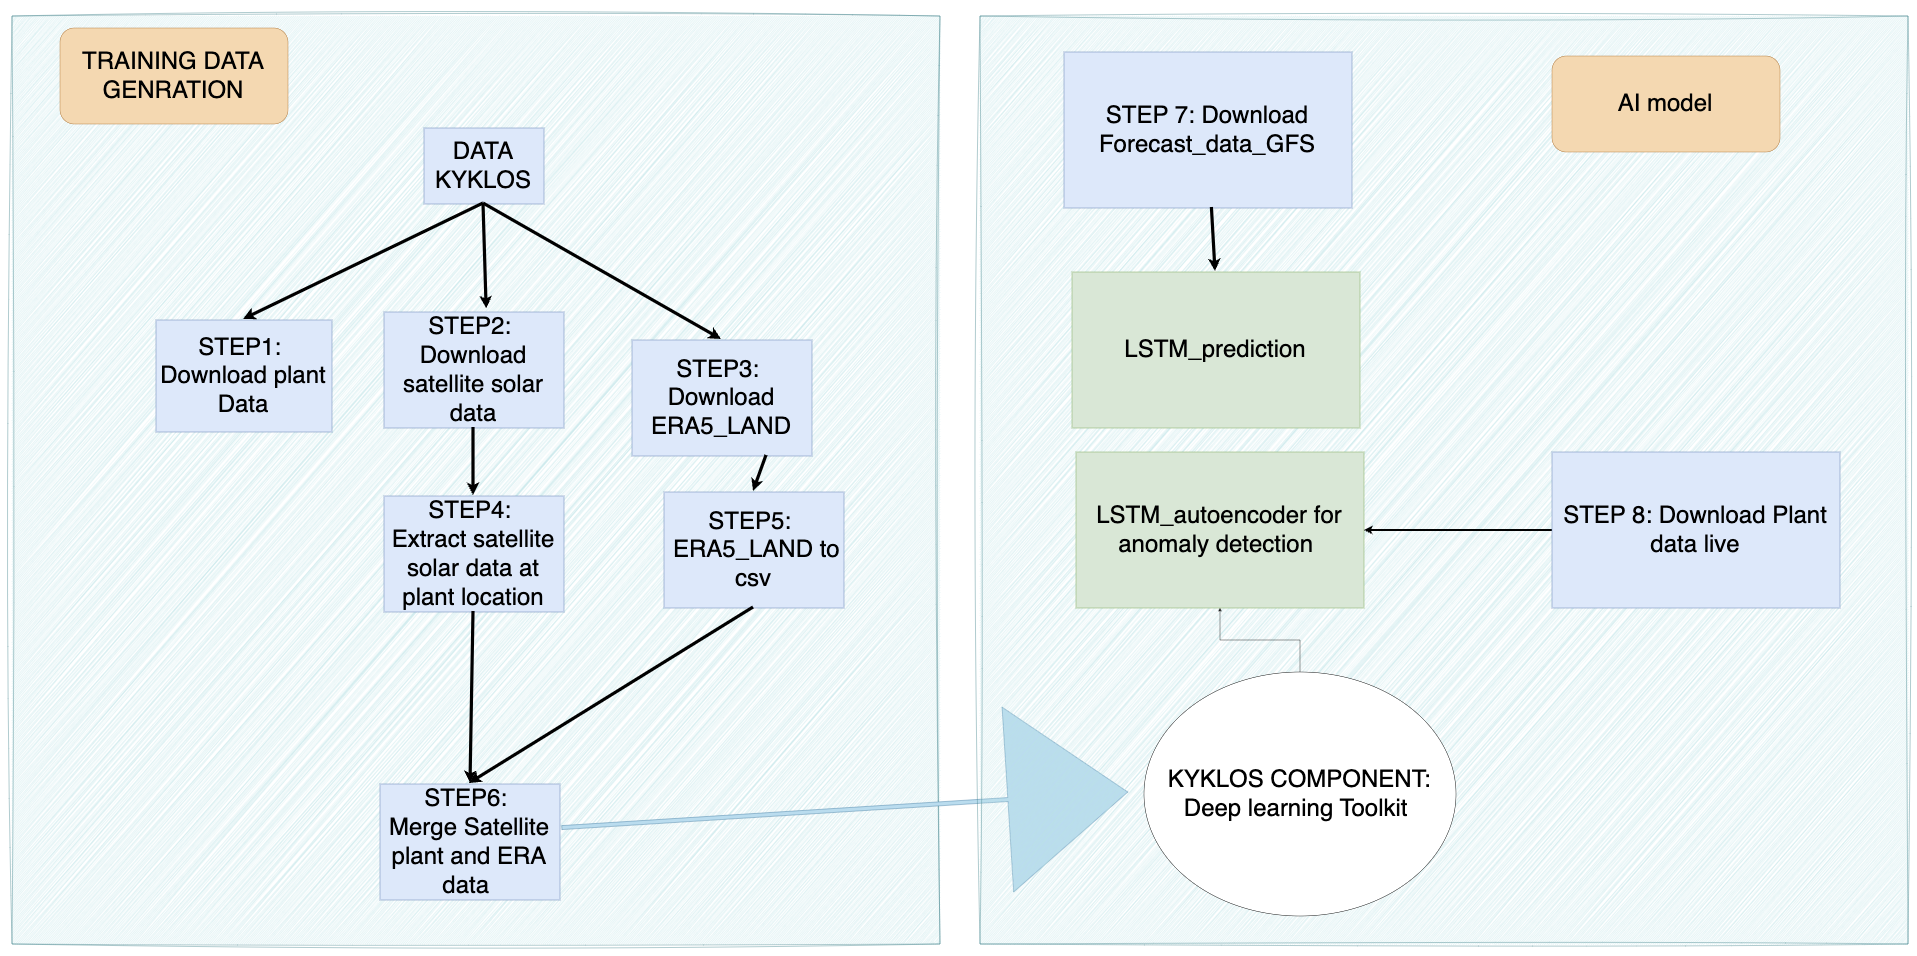 TRAINING DATA
GENRATION
DATA
KYKLOS
STEP1:
Download plant
Data
STEP2:
Download
satellite solar
data
STEP3:
Download
ERA5_LAND
STEP4:
Extract satellite
solar data at
plant location
STEP5:
ERA5_LAND to
csv
STEP6:
Merge Satellite
plant and ERA
data
AI model
STEP 7: Download
Forecast_data_GFS
LSTM_prediction
LSTM_autoencoder for
anomaly detection
STEP 8: Download Plant
data live
KYKLOS COMPONENT:
Deep learning Toolkit